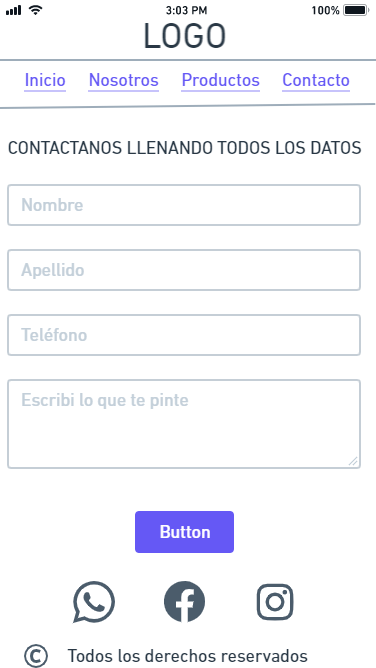 3:03 PM 100%
LOGO
Inicio Nosotros Productos Contacto
CONTACTANOS LLENANDO TODOS LOS DATOS
Nombre
Apellido
Teléfono
Escribi lo que te pinte
Button
© Todos los derechos reservados